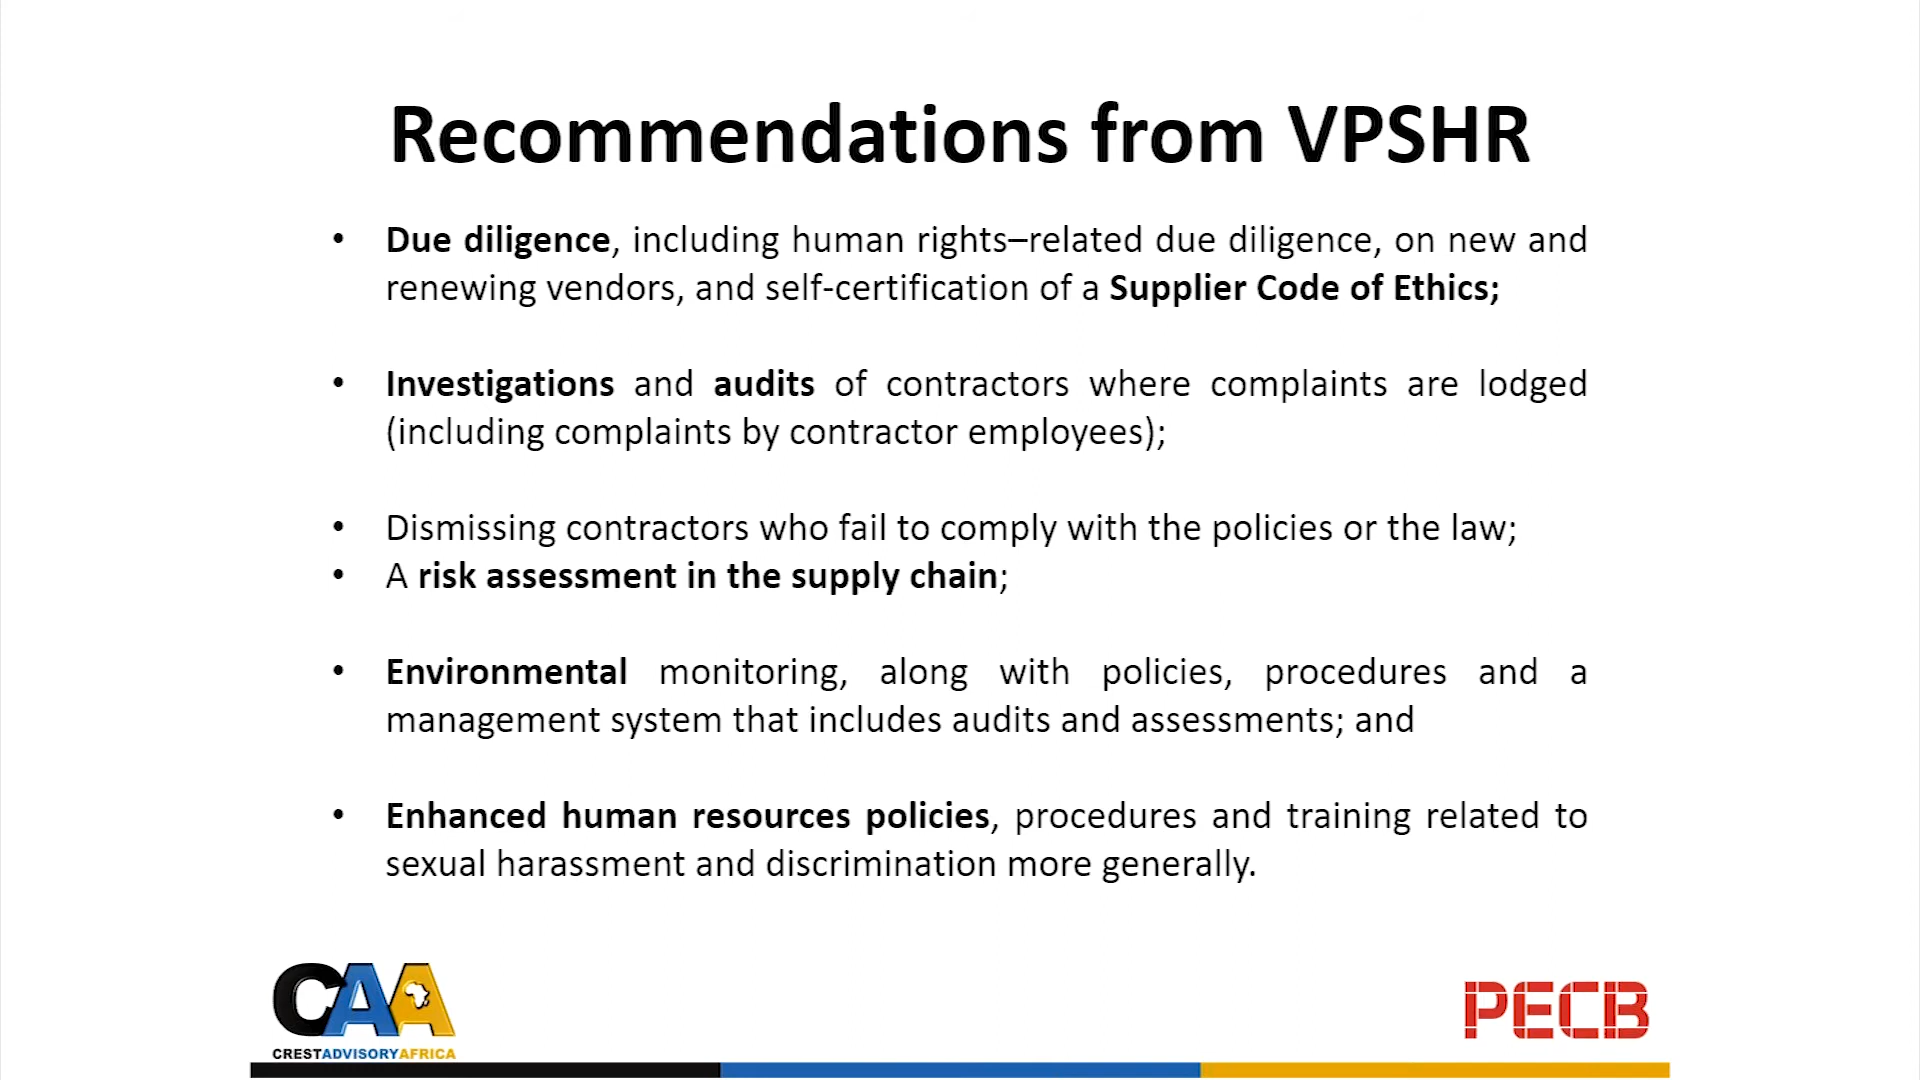 Recommendations from VPSHR
• Due diligence, including human rights–related due diligence, on new and
renewing vendors, and self-certification of a Supplier Code of Ethics;
• Investigations and audits of contractors where complaints are lodged
(including complaints by contractor employees);
• Dismissing contractors who fail to comply with the policies or the law;
• A risk assessment in the supply chain;
• Environmental monitoring, along with policies, procedures and a
management system that includes audits and assessments; and
• Enhanced human resources policies, procedures and training related to
sexual harassment and discrimination more generally.
CAA
CRESTADVISORYAFRICA
PECB